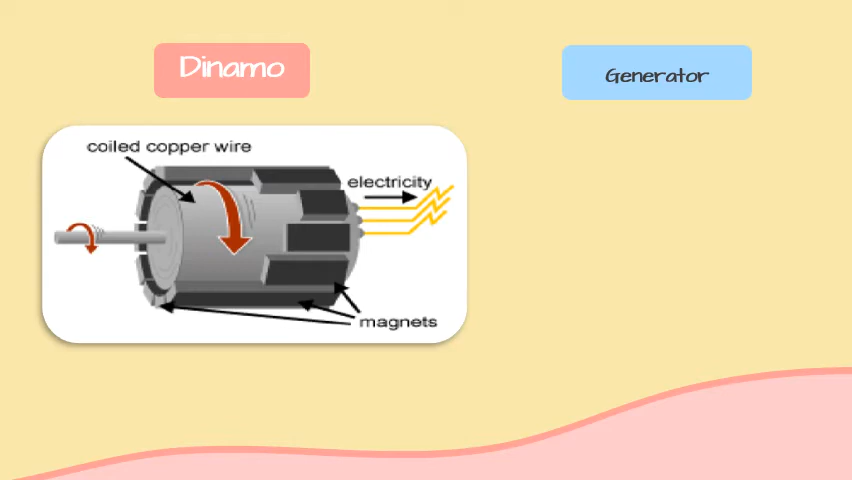 Dinamo
Generator
coiled copper wire
electricity
magnets